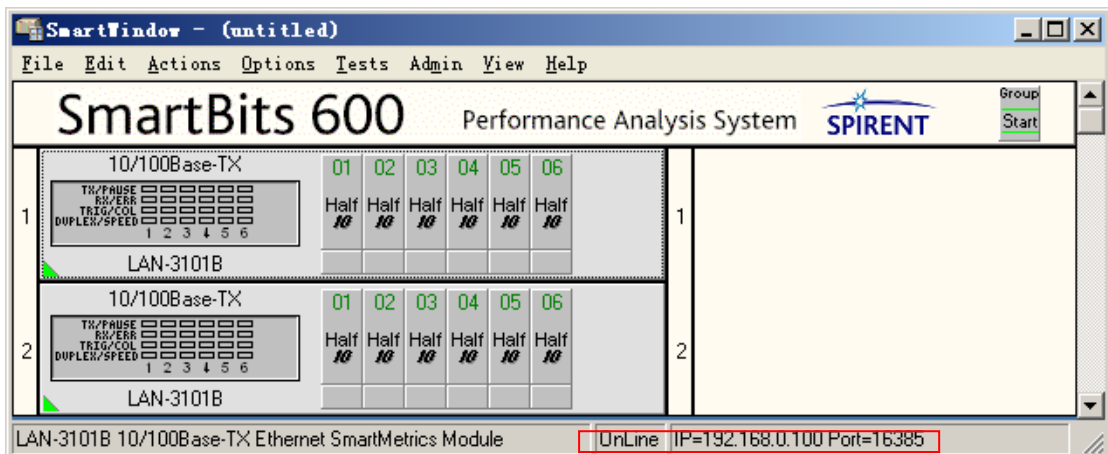 SmartWindow - (untitled)
File Edit Actions Options Tests Admin View Help
SmartBits 600 Performance Analysis System SPIRENT Group Start
10/100Base-TX 01 02 03 04 05 06
TX/PAUSE
RX/ERR
TRIG/COL
DUPLEX/SPEED
1 2 3 4 5 6
Half Half Half Half Half Half
10 10 10 10 10 10
1 1
LAN-3101B
10/100Base-TX 01 02 03 04 05 06
TX/PAUSE
RX/ERR
TRIG/COL
DUPLEX/SPEED
1 2 3 4 5 6
Half Half Half Half Half Half
10 10 10 10 10 10
2 2
LAN-3101B
LAN-3101B 10/100Base-TX Ethernet SmartMetrics Module OnLine IP=192.168.0.100 Port=16385